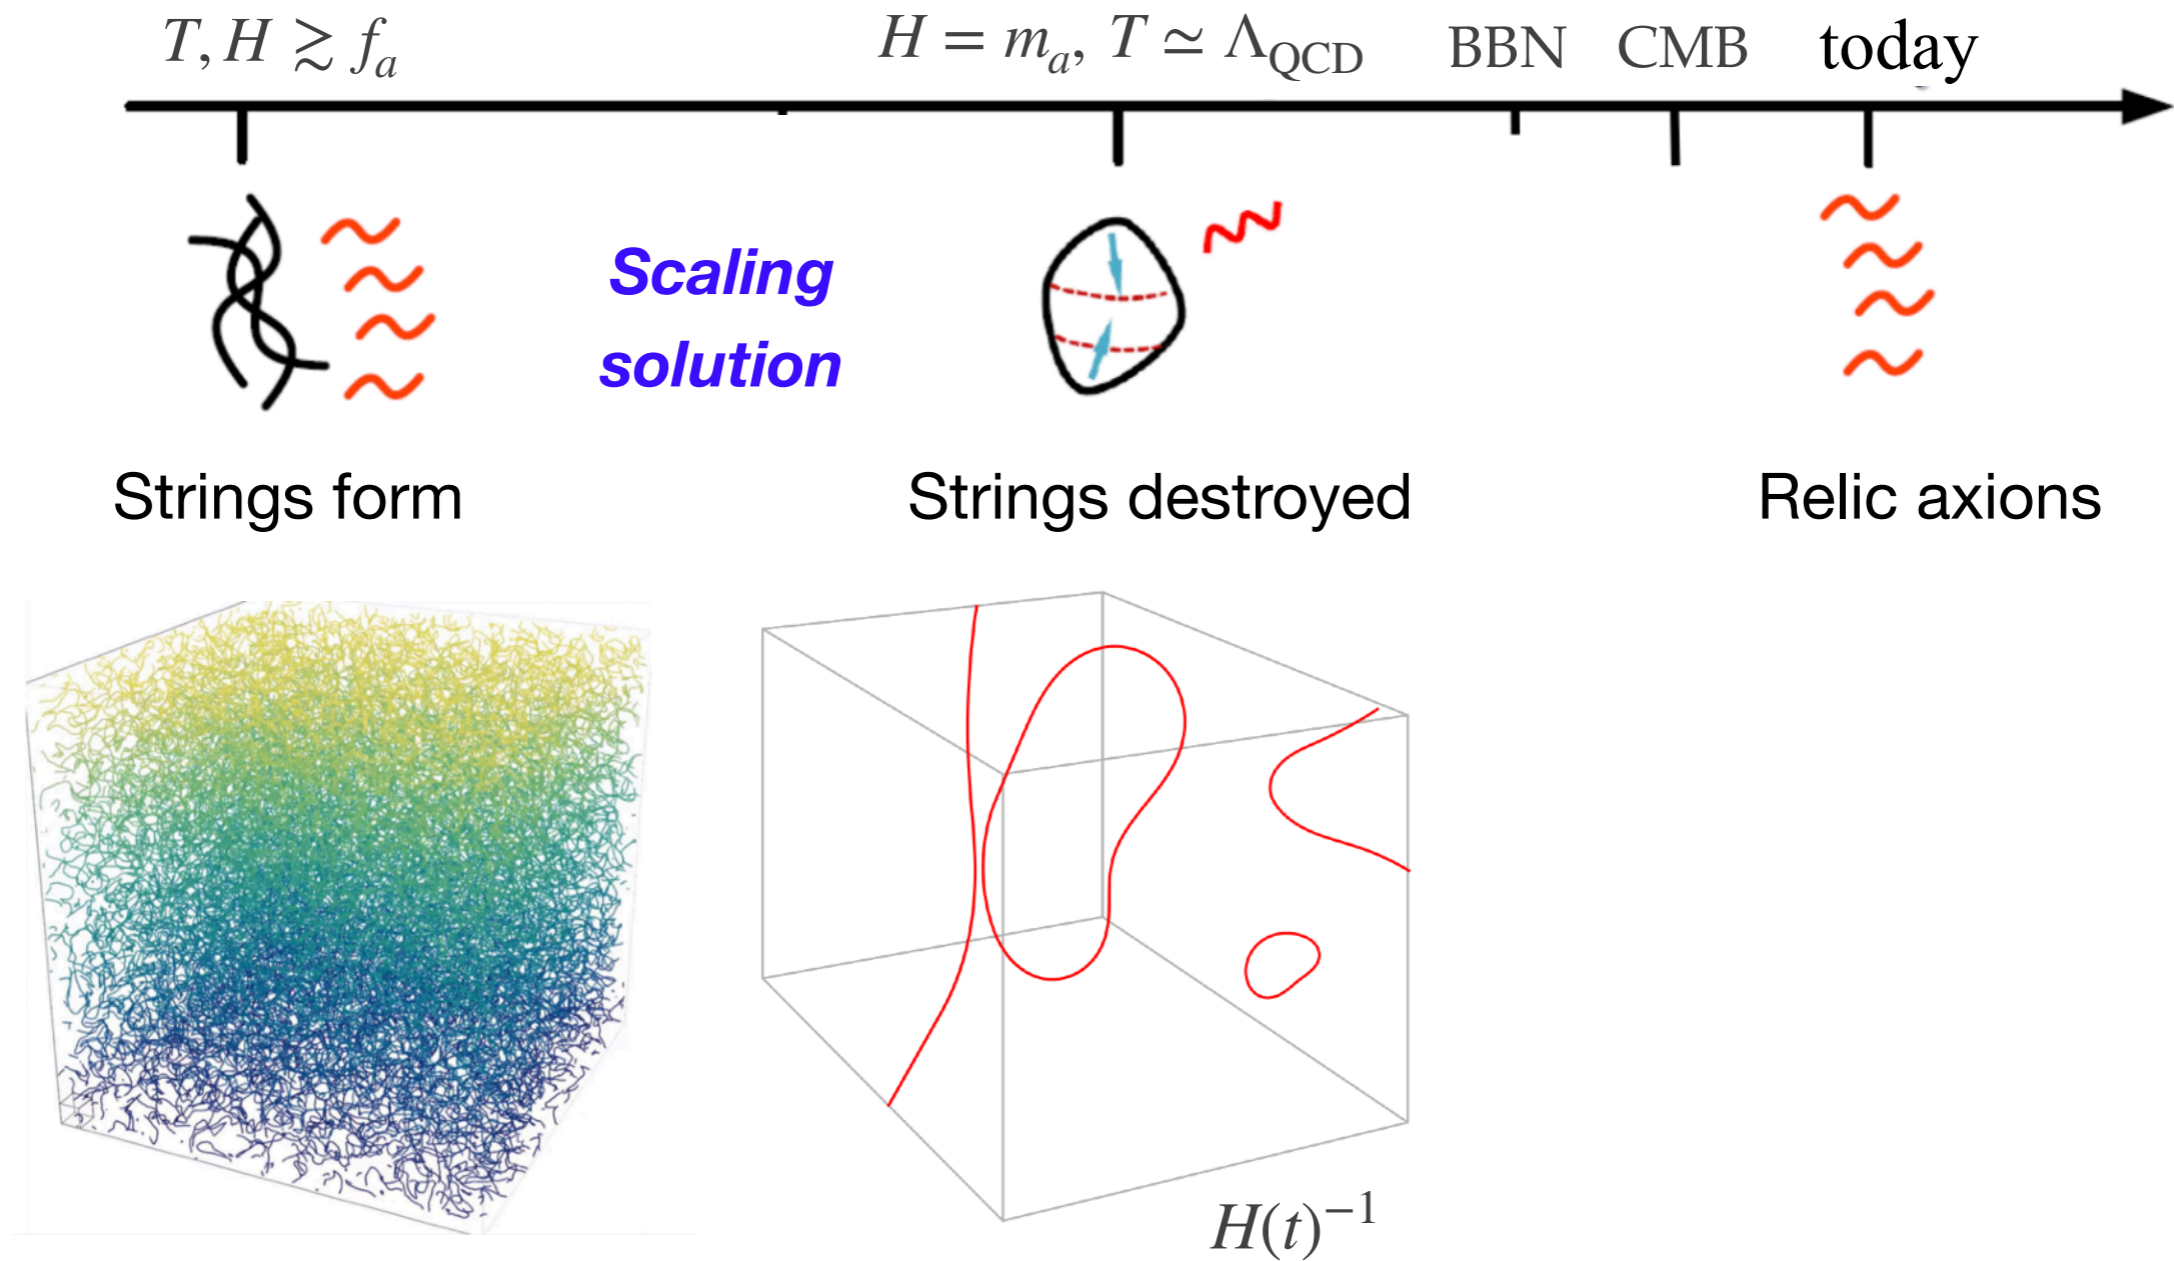 T, H ≳ f_a
H = m_a, T ≃ Λ_QCD
BBN
CMB
today
Scaling
solution
Strings form
Strings destroyed
Relic axions
H(t)⁻¹